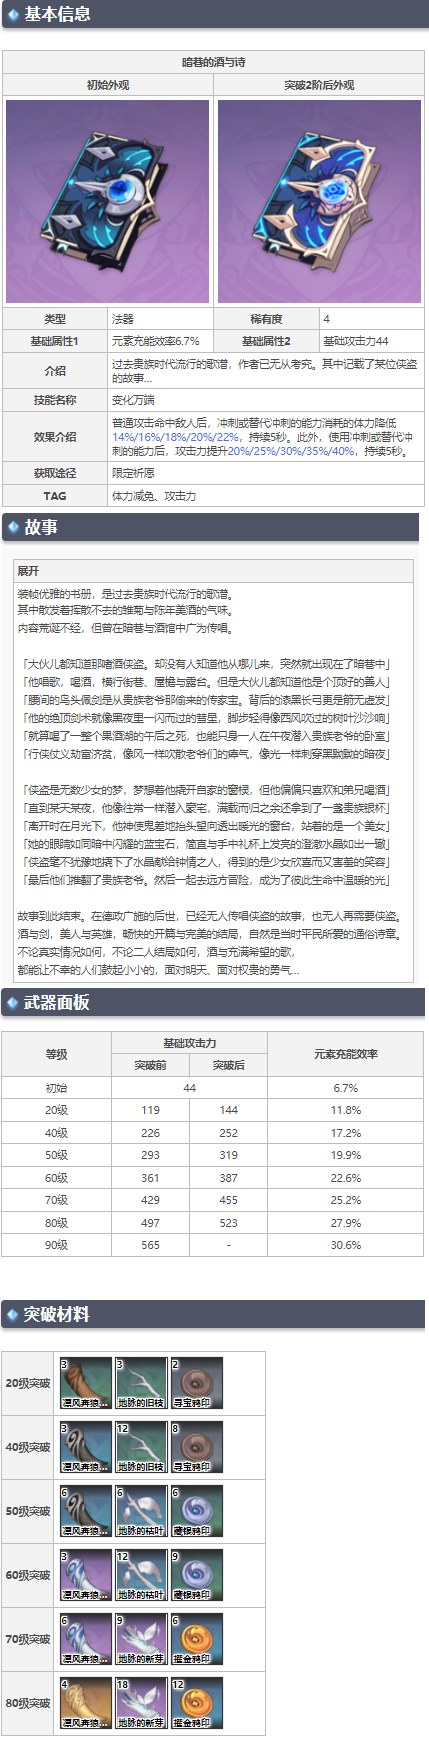 基本信息
暗巷的酒与诗
初始外观 突破2阶后外观
类型 法器 稀有度 4
基础属性1 元素充能效率6.7% 基础属性2 基础攻击力44
介绍 过去贵族时代流行的歌谱，作者已无从考究。其中记载了某位侠盗
的故事…
技能名称 变化万端
效果介绍 普通攻击命中敌人后，冲刺或替代冲刺的能力消耗的体力降低
14%/16%/18%/20%/22%，持续5秒。此外，使用冲刺或替代冲
刺的能力后，攻击力提升20%/25%/30%/35%/40%，持续5秒。
获取途径 限定祈愿
TAG 体力减免、攻击力
故事
展开
装帧优雅的书册，是过去贵族时代流行的歌谱。
其中散发着挥散不去的雏菊与陈年美酒的气味。
内容荒诞不经，但曾在暗巷与酒馆中广为传唱。
「大伙儿都知道那嗜酒侠盗。却没有人知道他从哪儿来，突然就出现在了暗巷中」
「他唱歌，喝酒，横行街巷、屋檐与露台。但是大伙儿都知道他是个顶好的善人」
「腰间的鸟头佩剑是从贵族老爷那偷来的传家宝。背后的漆黑长弓更是箭无虚发」
「他的绝顶剑术就像黑夜里一闪而过的彗星，脚步轻得像西风吹过的树叶沙沙响」
「就算喝了一整个果酒湖的午后之死，也能只身一人在午夜潜入贵族老爷的卧室」
「行侠仗义劫富济贫，像风一样吹散老爷们的瘴气，像光一样刺穿黑黝黝的暗夜」
「侠盗是无数少女的梦，梦想着他撬开自家的窗棂，但他偏偏只喜欢和弟兄喝酒」
「直到某天某夜，他像往常一样潜入豪宅，满载而归之余还拿到了一盏贵族银杯」
「离开时在月光下，他神使鬼差地抬头望向透出暖光的窗台，站着的是一个美女」
「她的眼睛如同暗中闪耀的蓝宝石，简直与手中礼杯上发亮的澄澈水晶如出一辙」
「侠盗毫不犹豫地撬下了水晶献给钟情之人，得到的是少女欣喜而又害羞的笑容」
「最后他们推翻了贵族老爷。然后一起去远方冒险，成为了彼此生命中温暖的光」
故事到此结束。在德政广施的后世，已经无人传唱侠盗的故事，也无人再需要侠盗。
酒与剑，美人与英雄，畅快的开篇与完美的结局，自然是当时平民所爱的通俗诗章。
不论真实情况如何，不论二人结局如何，酒与充满希望的歌，
都能让不幸的人们鼓起小小的，面对明天、面对权贵的勇气…
武器面板
等级 基础攻击力 元素充能效率
突破前 突破后
初始 44 6.7%
20级 119 144 11.8%
40级 226 252 17.2%
50级 293 319 19.9%
60级 361 387 22.6%
70级 429 455 25.2%
80级 497 523 27.9%
90级 565 - 30.6%
突破材料
20级突破 3 凛风奔狼... 3 地脉的旧枝 2 寻宝鸦印
40级突破 3 凛风奔狼... 12 地脉的旧枝 8 寻宝鸦印
50级突破 6 凛风奔狼... 6 地脉的枯叶 6 藏银鸦印
60级突破 3 凛风奔狼... 12 地脉的枯叶 9 藏银鸦印
70级突破 6 凛风奔狼... 9 地脉的新芽 6 攫金鸦印
80级突破 4 凛风奔狼... 18 地脉的新芽 12 攫金鸦印